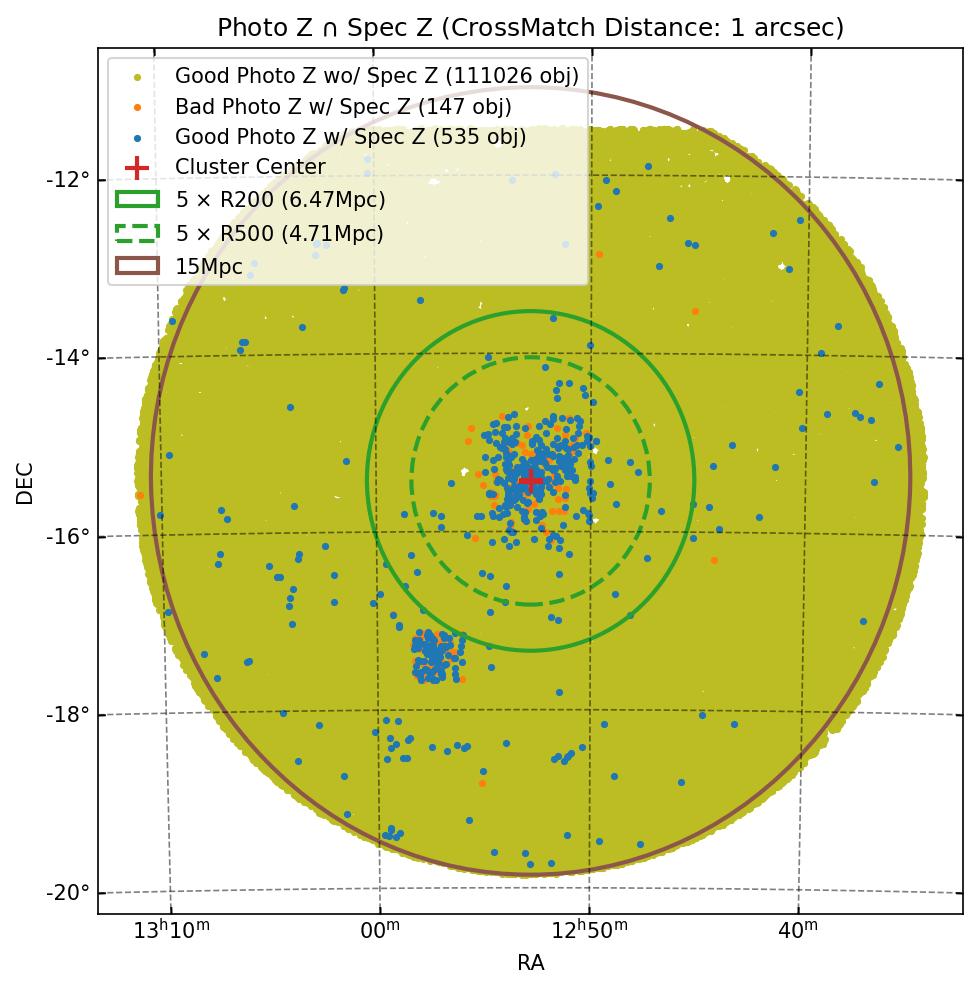 Photo Z ∩ Spec Z (CrossMatch Distance: 1 arcsec)
Good Photo Z wo/ Spec Z (111026 obj)
Bad Photo Z w/ Spec Z (147 obj)
Good Photo Z w/ Spec Z (535 obj)
Cluster Center
5 × R200 (6.47Mpc)
5 × R500 (4.71Mpc)
15Mpc
-12°
-14°
-16°
-18°
-20°
DEC
13ʰ10ᵐ
00ᵐ
12ʰ50ᵐ
40ᵐ
RA